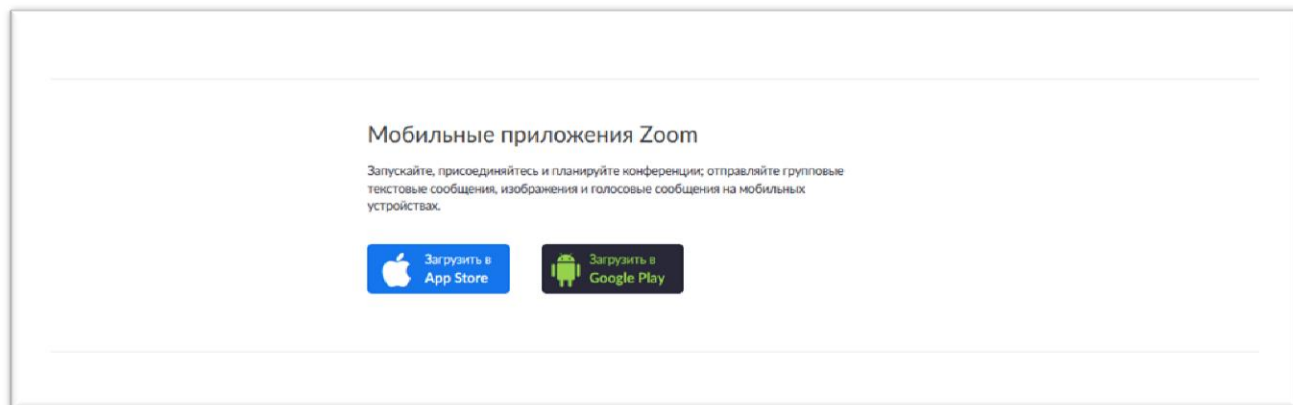 Мобильные приложения Zoom
Запускайте, присоединяйтесь и планируйте конференции; отправляйте групповые
текстовые сообщения, изображения и голосовые сообщения на мобильных
устройствах.
Загрузить в
App Store
Загрузить в
Google Play